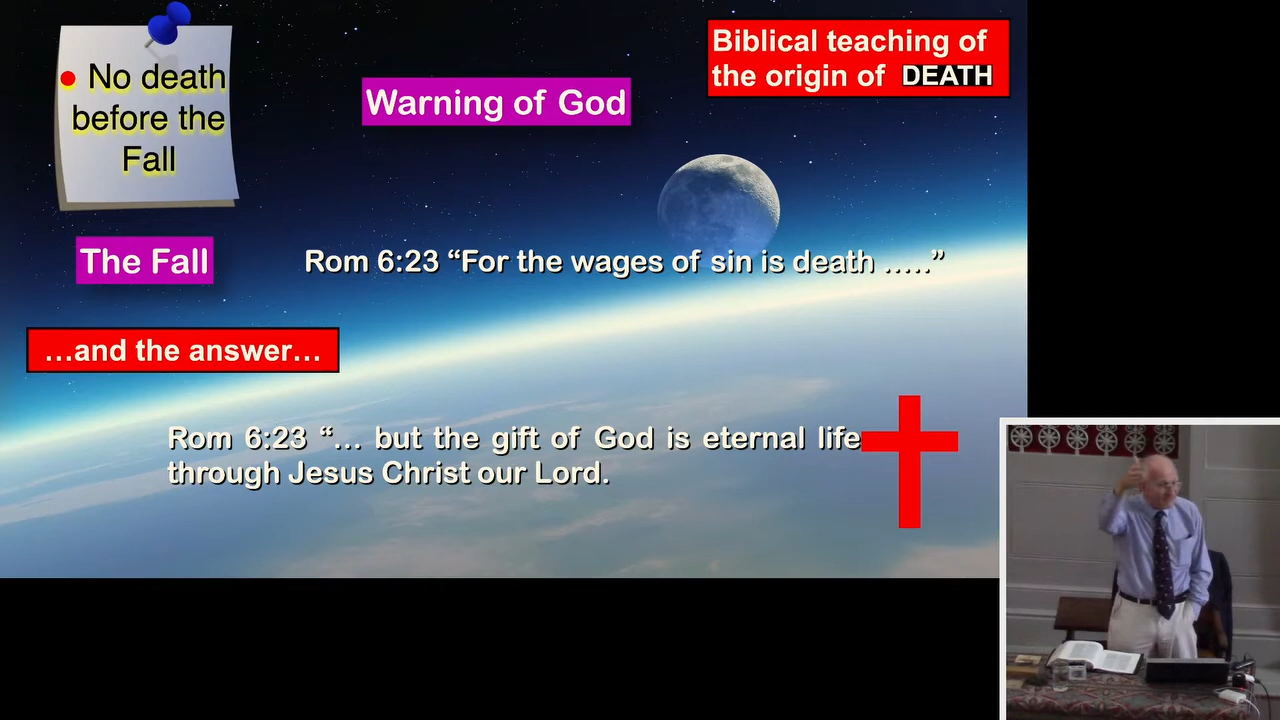 • No death
before the
Fall
Warning of God
Biblical teaching of
the origin of DEATH
The Fall
Rom 6:23 “For the wages of sin is death .....”
...and the answer...
Rom 6:23 “... but the gift of God is eternal life
through Jesus Christ our Lord.